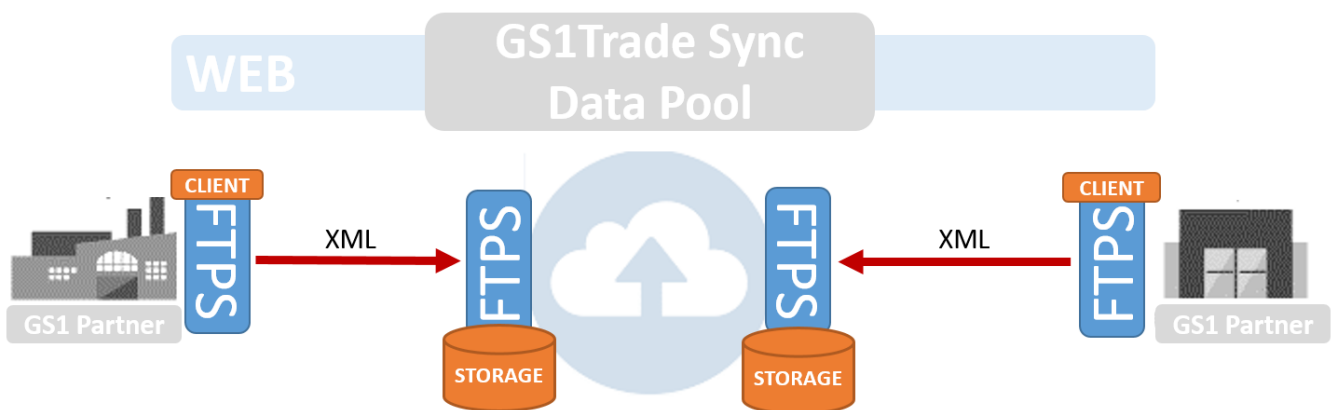 GS1Trade Sync
WEB
Data Pool
CLIENT
FTPS
GS1 Partner
XML
FTPS
STORAGE
FTPS
STORAGE
XML
CLIENT
FTPS
GS1 Partner